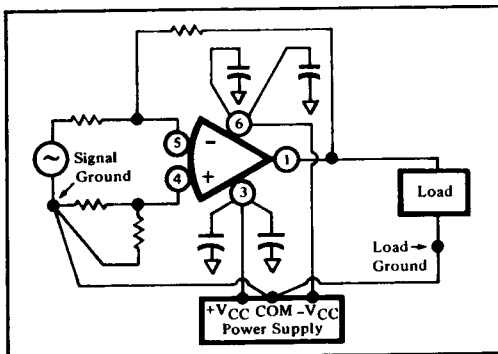 6
5
−
Signal
Ground
1
4
+
Load
3
Load
Ground
+VCC COM −VCC
Power Supply